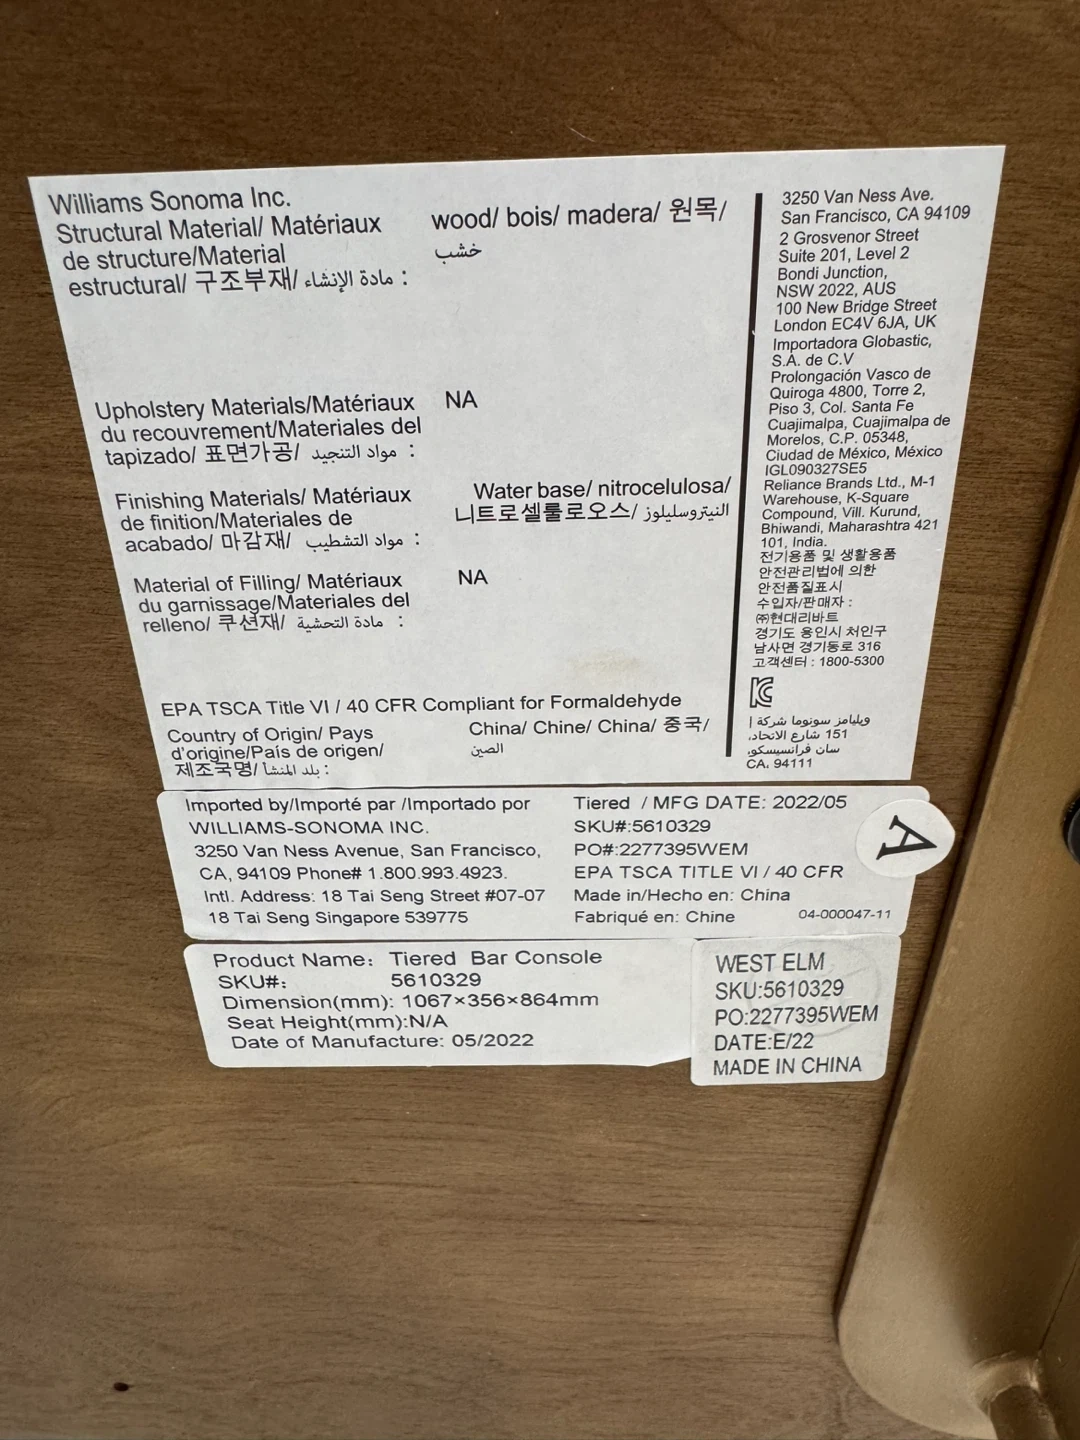 Williams Sonoma Inc.
Structural Material/ Matériaux
de structure/Material
estructural/ 구조부재/ مادة الإنشاء :
wood/ bois/ madera/ 원목/
خشب
Upholstery Materials/Matériaux
du recouvrement/Materiales del
tapizado/ 표면가공/ مواد التنجيد :
NA
Finishing Materials/ Matériaux
de finition/Materiales de
acabado/ 마감재/ مواد التشطيب :
Water base/ nitrocelulosa/
니트로셀룰로오스/ النيتروسليلوز
Material of Filling/ Matériaux
du garnissage/Materiales del
relleno/ 쿠션재/ مادة التحشية :
NA
EPA TSCA Title VI / 40 CFR Compliant for Formaldehyde
Country of Origin/ Pays
d'origine/País de origen/
제조국명/ بلد المنشأ :
China/ Chine/ China/ 중국/
الصين
3250 Van Ness Ave.
San Francisco, CA 94109
2 Grosvenor Street
Suite 201, Level 2
Bondi Junction,
NSW 2022, AUS
100 New Bridge Street
London EC4V 6JA, UK
Importadora Globastic,
S.A. de C.V
Prolongación Vasco de
Quiroga 4800, Torre 2,
Piso 3, Col. Santa Fe
Cuajimalpa, Cuajimalpa de
Morelos, C.P. 05348,
Ciudad de México, México
IGL090327SE5
Reliance Brands Ltd., M-1
Warehouse, K-Square
Compound, Vill. Kurund,
Bhiwandi, Maharashtra 421
101, India.
전기용품 및 생활용품
안전관리법에 의한
안전품질표시
수입자/판매자 :
㈜현대리바트
경기도 용인시 처인구
남사면 경기동로 316
고객센터 : 1800-5300
KC
ويليامز سونوما شركة |
151 شارع الاتحاد،
سان فرانسيسكو،
CA، 94111
Imported by/Importé par /Importado por
WILLIAMS-SONOMA INC.
3250 Van Ness Avenue, San Francisco,
CA, 94109 Phone# 1.800.993.4923.
Intl. Address: 18 Tai Seng Street #07-07
18 Tai Seng Singapore 539775
Tiered / MFG DATE: 2022/05
SKU#:5610329
PO#:2277395WEM
EPA TSCA TITLE VI / 40 CFR
Made in/Hecho en: China
Fabriqué en: Chine 04-000047-11
A
Product Name: Tiered Bar Console
SKU#: 5610329
Dimension(mm): 1067×356×864mm
Seat Height(mm):N/A
Date of Manufacture: 05/2022
WEST ELM
SKU:5610329
PO:2277395WEM
DATE:E/22
MADE IN CHINA